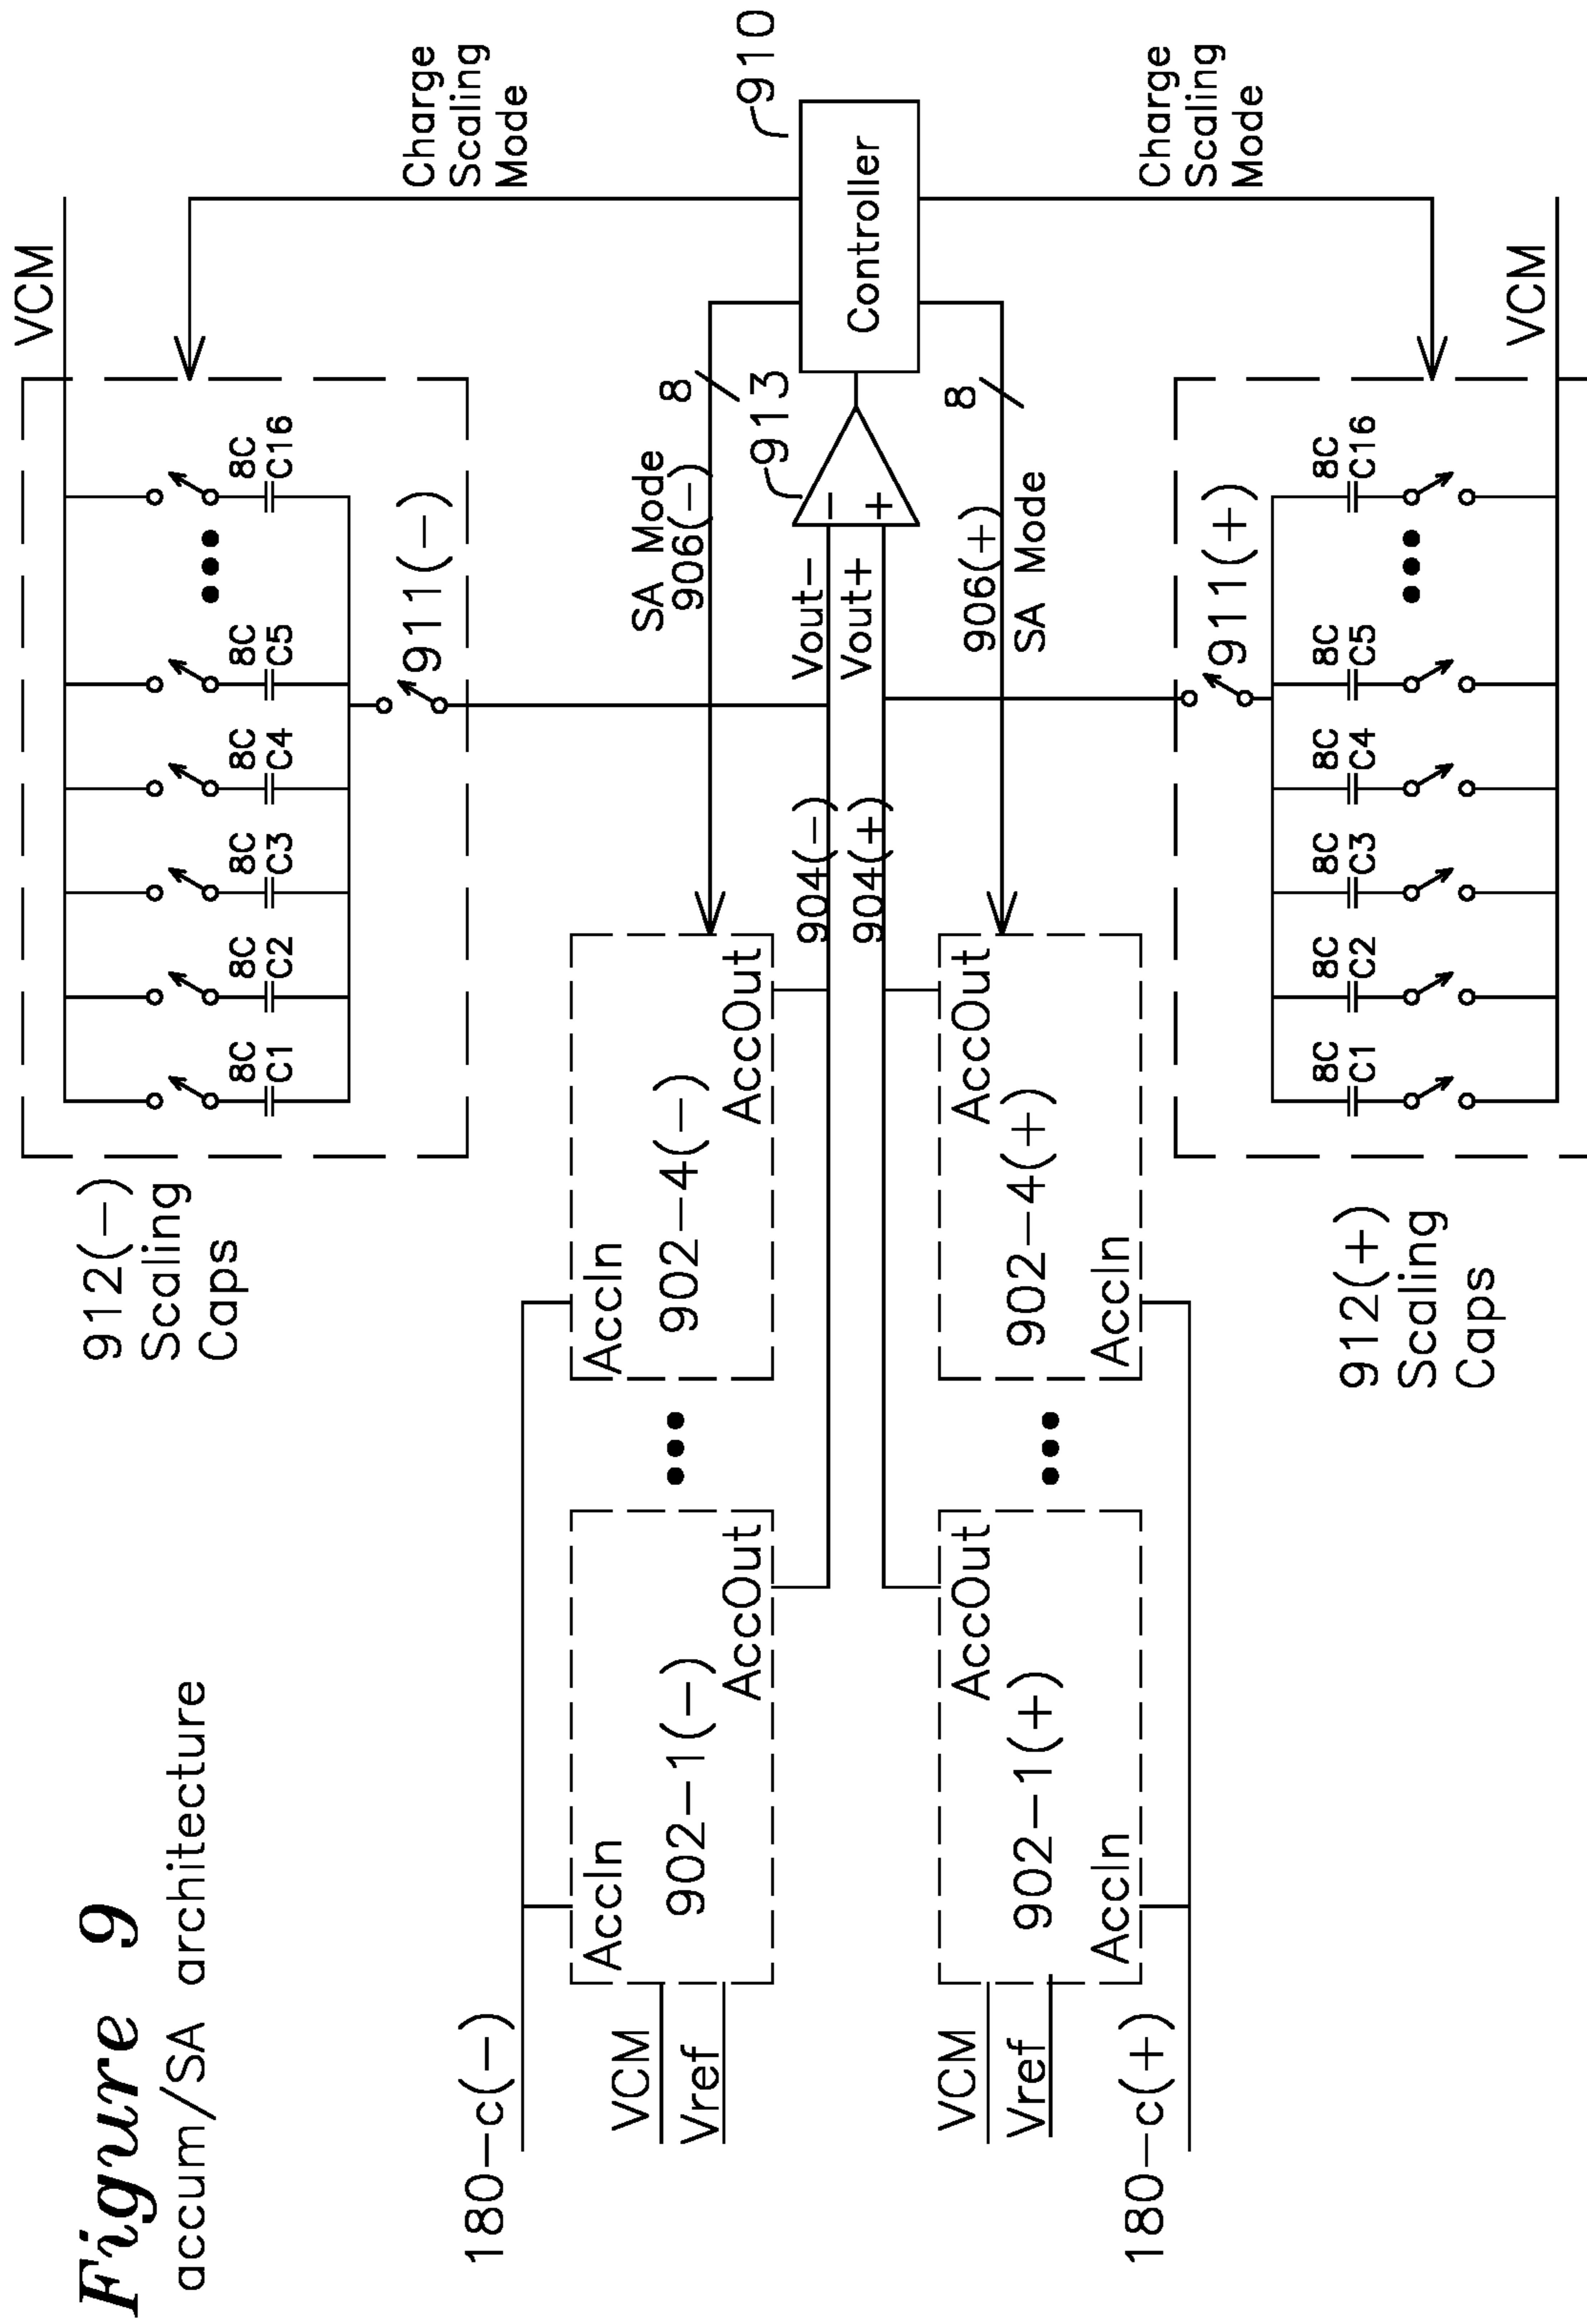 Figure 9
accum/SA architecture
912(-)
Scaling
Caps
VCM
8C
C1
8C
C2
8C
C3
8C
C4
8C
C5
8C
C16
911(-)
Charge
Scaling
Mode
180-c(-)
VCM
Vref
AccIn
902-1(-)
AccOut
AccIn
902-4(-)
AccOut
SA Mode
906(-)
8
904(-)
904(+)
Vout-
Vout+
913
-
+
Controller
910
906(+)
SA Mode
8
VCM
Vref
180-c(+)
AccOut
902-1(+)
AccIn
AccOut
902-4(+)
AccIn
911(+)
Charge
Scaling
Mode
912(+)
Scaling
Caps
8C
C1
8C
C2
8C
C3
8C
C4
8C
C5
8C
C16
VCM